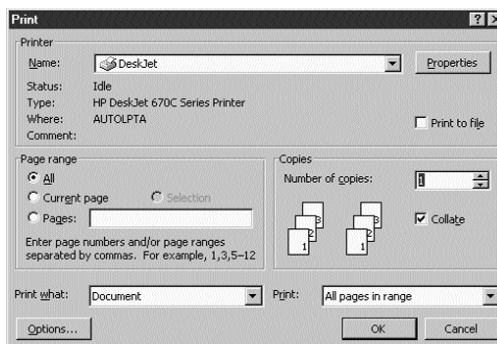 Print
Printer
Name: DeskJet Properties
Status: Idle
Type: HP DeskJet 670C Series Printer
Where: AUTOLPTA
Comment: Print to file
Page range
All
Current page Selection
Pages:
Enter page numbers and/or page ranges
separated by commas. For example, 1,3,5–12
Copies
Number of copies: 1
3 3
2 2
1 1
Collate
Print what: Document Print: All pages in range
Options... OK Cancel